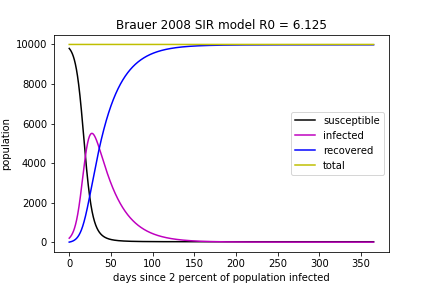 Brauer 2008 SIR model R0 = 6.125
population
10000
8000
6000
4000
2000
0
susceptible
infected
recovered
total
0 50 100 150 200 250 300 350
days since 2 percent of population infected